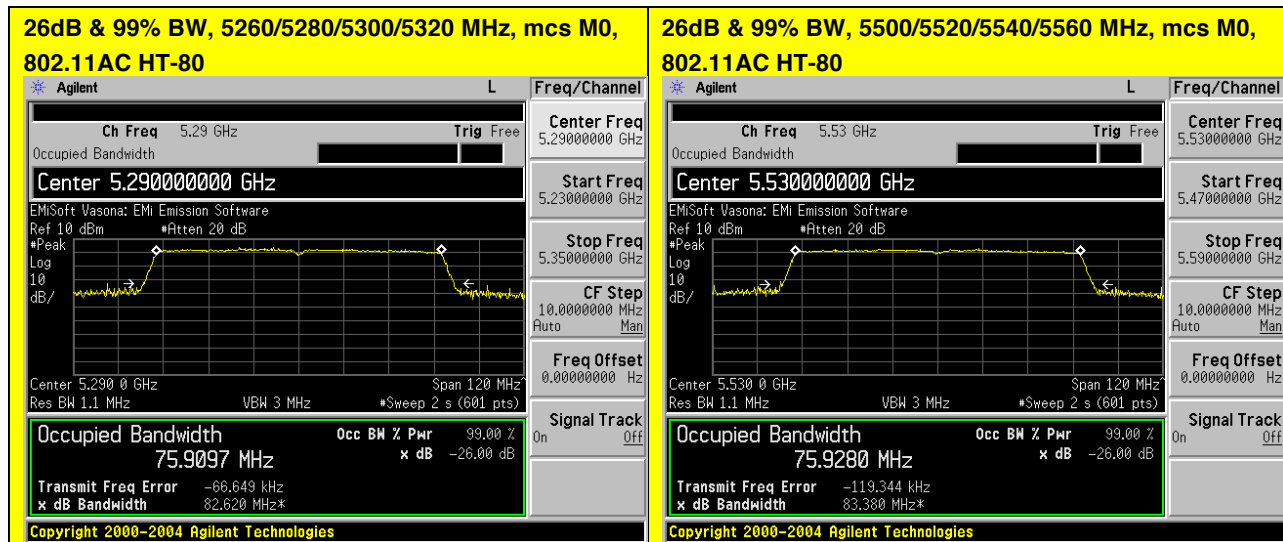 26dB & 99% BW, 5260/5280/5300/5320 MHz, mcs M0,
802.11AC HT-80
Agilent
L
Freq/Channel
Ch Freq 5.29 GHz
Trig Free
Occupied Bandwidth
Center 5.290000000 GHz
EMiSoft Vasona: EMi Emission Software
Ref 10 dBm
#Atten 20 dB
#Peak
Log
10
dB/
Center 5.290 0 GHz
Span 120 MHz^
Res BW 1.1 MHz
VBW 3 MHz
#Sweep 2 s (601 pts)
Occupied Bandwidth
75.9097 MHz
Occ BW % Pwr 99.00 %
x dB -26.00 dB
Transmit Freq Error -66.649 kHz
x dB Bandwidth 82.620 MHz*
Copyright 2000-2004 Agilent Technologies
Center Freq
5.29000000 GHz
Start Freq
5.23000000 GHz
Stop Freq
5.35000000 GHz
CF Step
10.0000000 MHz
Auto Man
Freq Offset
0.00000000 Hz
Signal Track
On Off
26dB & 99% BW, 5500/5520/5540/5560 MHz, mcs M0,
802.11AC HT-80
Agilent
L
Freq/Channel
Ch Freq 5.53 GHz
Trig Free
Occupied Bandwidth
Center 5.530000000 GHz
EMiSoft Vasona: EMi Emission Software
Ref 10 dBm
#Atten 20 dB
#Peak
Log
10
dB/
Center 5.530 0 GHz
Span 120 MHz^
Res BW 1.1 MHz
VBW 3 MHz
#Sweep 2 s (601 pts)
Occupied Bandwidth
75.9280 MHz
Occ BW % Pwr 99.00 %
x dB -26.00 dB
Transmit Freq Error -119.344 kHz
x dB Bandwidth 83.380 MHz*
Copyright 2000-2004 Agilent Technologies
Center Freq
5.53000000 GHz
Start Freq
5.47000000 GHz
Stop Freq
5.59000000 GHz
CF Step
10.0000000 MHz
Auto Man
Freq Offset
0.00000000 Hz
Signal Track
On Off